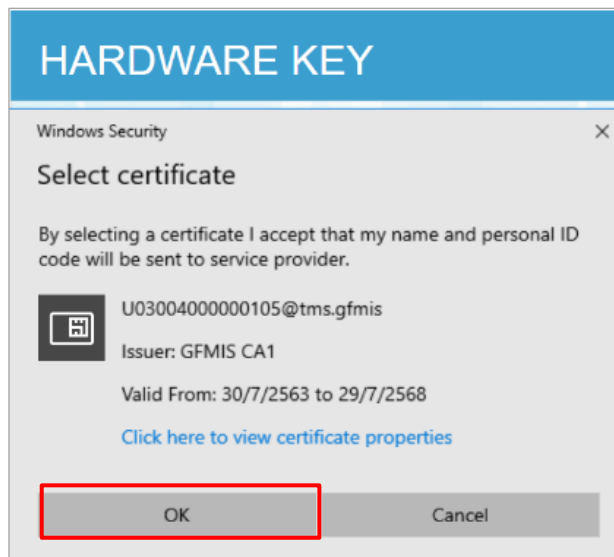 HARDWARE KEY
Windows Security
Select certificate
By selecting a certificate I accept that my name and personal ID
code will be sent to service provider.
U03004000000105@tms.gfmis
Issuer: GFMIS CA1
Valid From: 30/7/2563 to 29/7/2568
Click here to view certificate properties
OK
Cancel